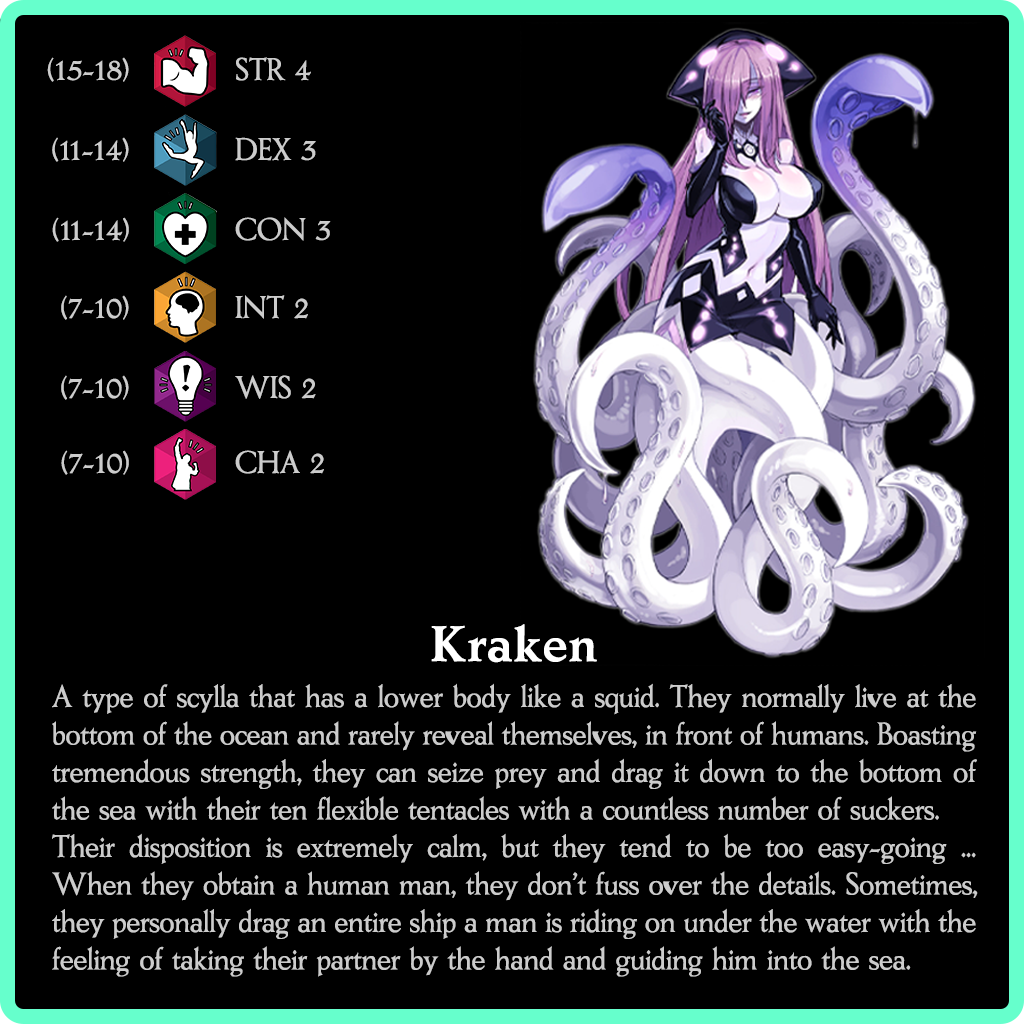 (15-18) STR 4
(11-14) DEX 3
(11-14) CON 3
(7-10) INT 2
(7-10) WIS 2
(7-10) CHA 2
Kraken
A type of scylla that has a lower body like a squid. They normally live at the
bottom of the ocean and rarely reveal themselves, in front of humans. Boasting
tremendous strength, they can seize prey and drag it down to the bottom of
the sea with their ten flexible tentacles with a countless number of suckers.
Their disposition is extremely calm, but they tend to be too easy-going ...
When they obtain a human man, they don't fuss over the details. Sometimes,
they personally drag an entire ship a man is riding on under the water with the
feeling of taking their partner by the hand and guiding him into the sea.